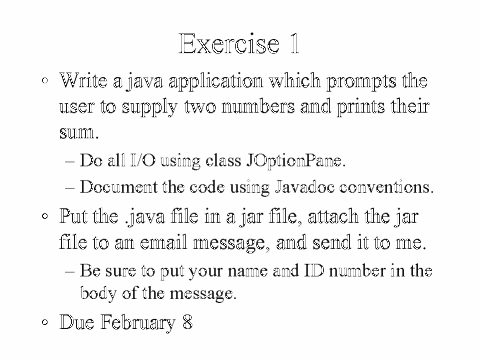 Exercise 1
◦ Write a java application which prompts the
user to supply two numbers and prints their
sum.
– Do all I/O using class JOptionPane.
– Document the code using Javadoc conventions.
◦ Put the .java file in a jar file, attach the jar
file to an email message, and send it to me.
– Be sure to put your name and ID number in the
body of the message.
◦ Due February 8